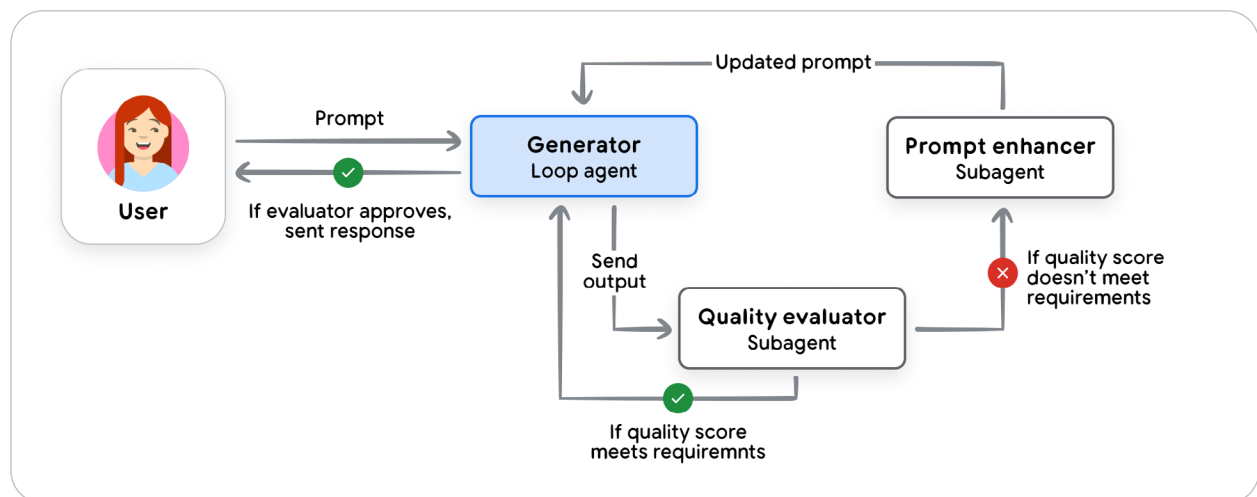 Updated prompt
Prompt
Generator
Loop agent
Prompt enhancer
Subagent
User
If evaluator approves,
sent response
Send
output
If quality score
doesn’t meet
requirements
Quality evaluator
Subagent
If quality score
meets requiremnts